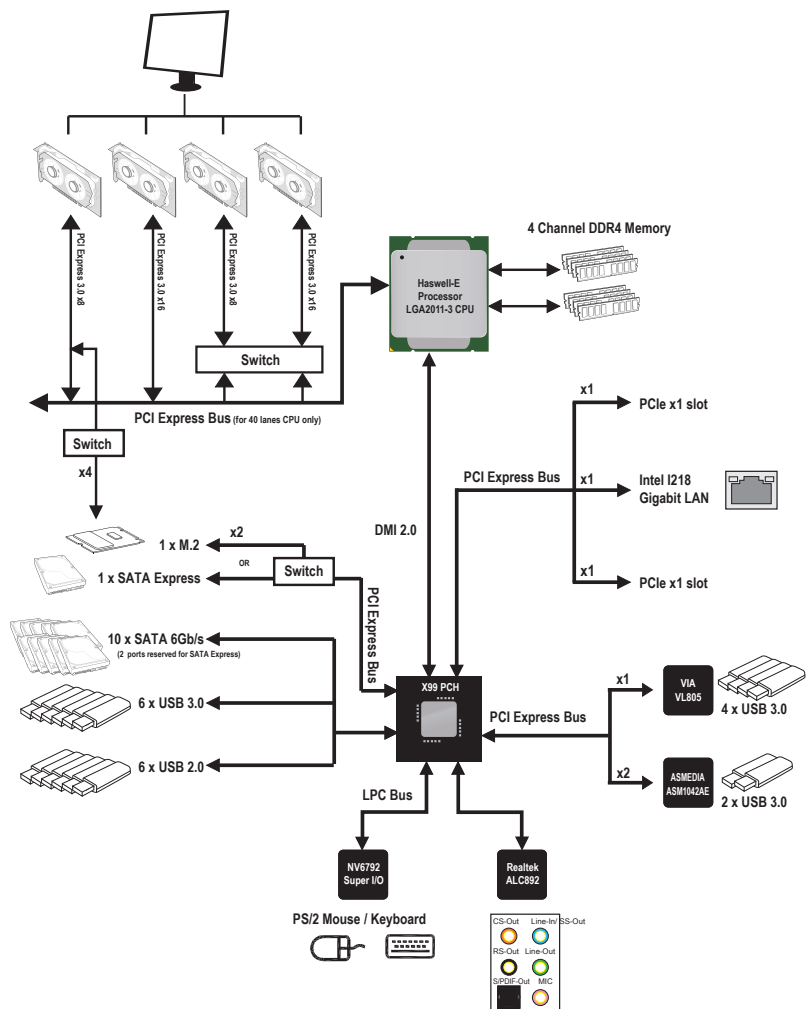 PCI Express 3.0 x8
PCI Express 3.0 x16
PCI Express 3.0 x8
PCI Express 3.0 x16
4 Channel DDR4 Memory
Haswell-E
Processor
LGA2011-3 CPU
Switch
PCI Express Bus (for 40 lanes CPU only)
Switch
x4
x1
PCIe x1 slot
PCI Express Bus
x1
Intel I218
Gigabit LAN
x1
PCIe x1 slot
DMI 2.0
1 x M.2
x2
OR
Switch
1 x SATA Express
PCI Express Bus
10 x SATA 6Gb/s
(2 ports reserved for SATA Express)
X99 PCH
6 x USB 3.0
6 x USB 2.0
PCI Express Bus
x1
VIA
VL805
4 x USB 3.0
x2
ASMEDIA
ASM1042AE
2 x USB 3.0
LPC Bus
NV6792
Super I/O
Realtek
ALC892
PS/2 Mouse / Keyboard
CS-Out
Line-In/ SS-Out
RS-Out
Line-Out
S/PDIF-Out
MIC